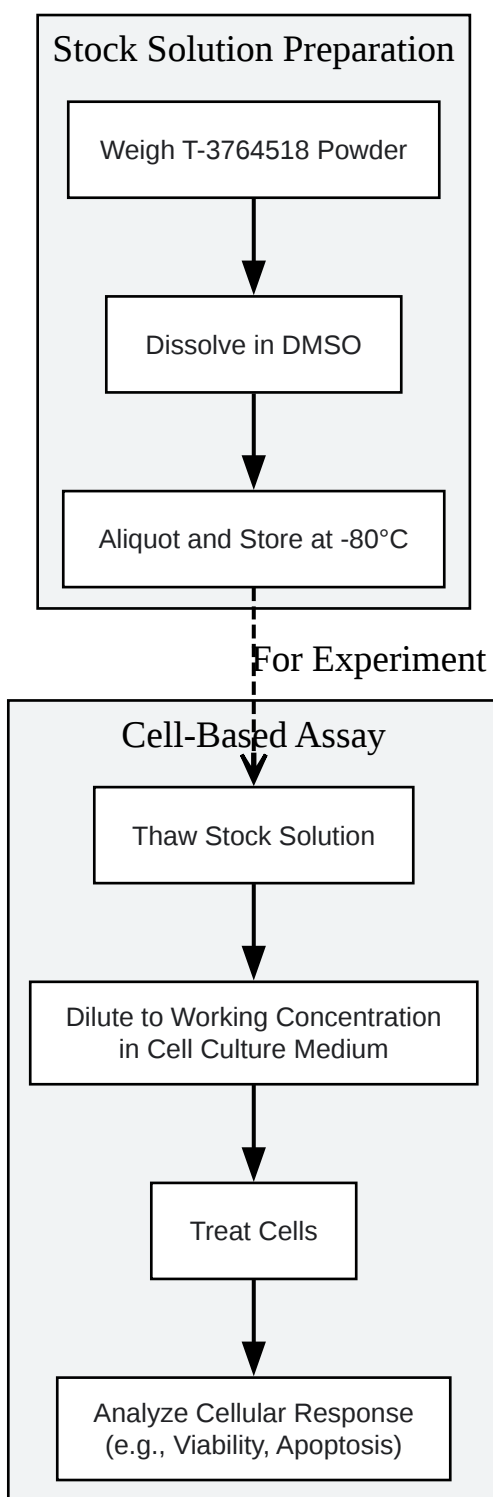 Stock Solution Preparation
Weigh T-3764518 Powder
Dissolve in DMSO
Aliquot and Store at -80°C
For Experiment
Cell-Based Assay
Thaw Stock Solution
Dilute to Working Concentration
in Cell Culture Medium
Treat Cells
Analyze Cellular Response
(e.g., Viability, Apoptosis)